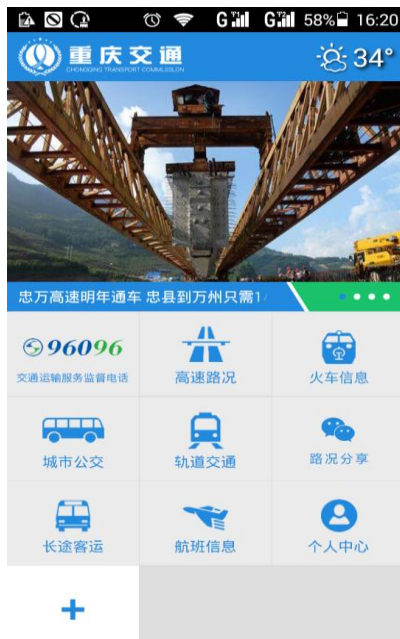 G G 58% 16:20
重庆交通 34°
CHONGQING TRANSPORT COMMISSION
忠万高速明年通车 忠县到万州只需1
96096
交通运输服务监督电话 高速路况 火车信息
城市公交 轨道交通 路况分享
长途客运 航班信息 个人中心
+